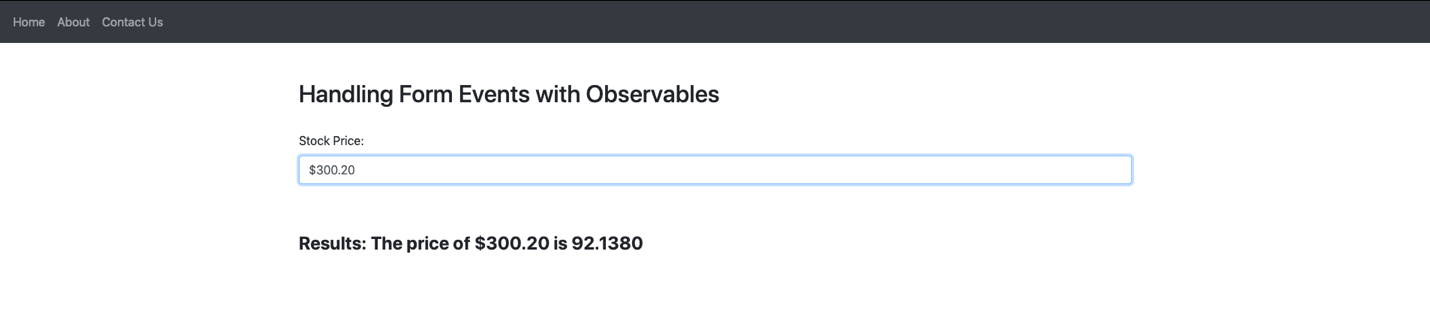 Home About Contact Us
Handling Form Events with Observables
Stock Price:
$300.20
Results: The price of $300.20 is 92.1380